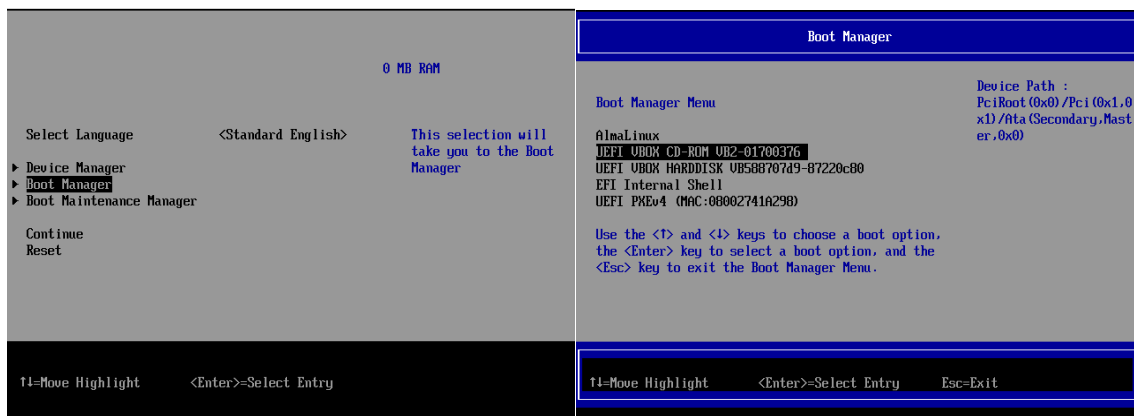 0 MB RAM
Select Language <Standard English> This selection will
take you to the Boot
Device Manager Manager
Boot Manager
Boot Maintenance Manager
Continue
Reset
↑↓=Move Highlight <Enter>=Select Entry
Boot Manager
Device Path :
Boot Manager Menu PciRoot(0x0)/Pci(0x1,0
x1)/Ata(Secondary,Mast
AlmaLinux er,0x0)
UEFI VBOX CD-ROM VB2-01700376
UEFI VBOX HARDDISK VB588707d9-87220c80
EFI Internal Shell
UEFI PXEv4 (MAC:08002741A298)
Use the <↑> and <↓> keys to choose a boot option,
the <Enter> key to select a boot option, and the
<Esc> key to exit the Boot Manager Menu.
↑↓=Move Highlight <Enter>=Select Entry Esc=Exit